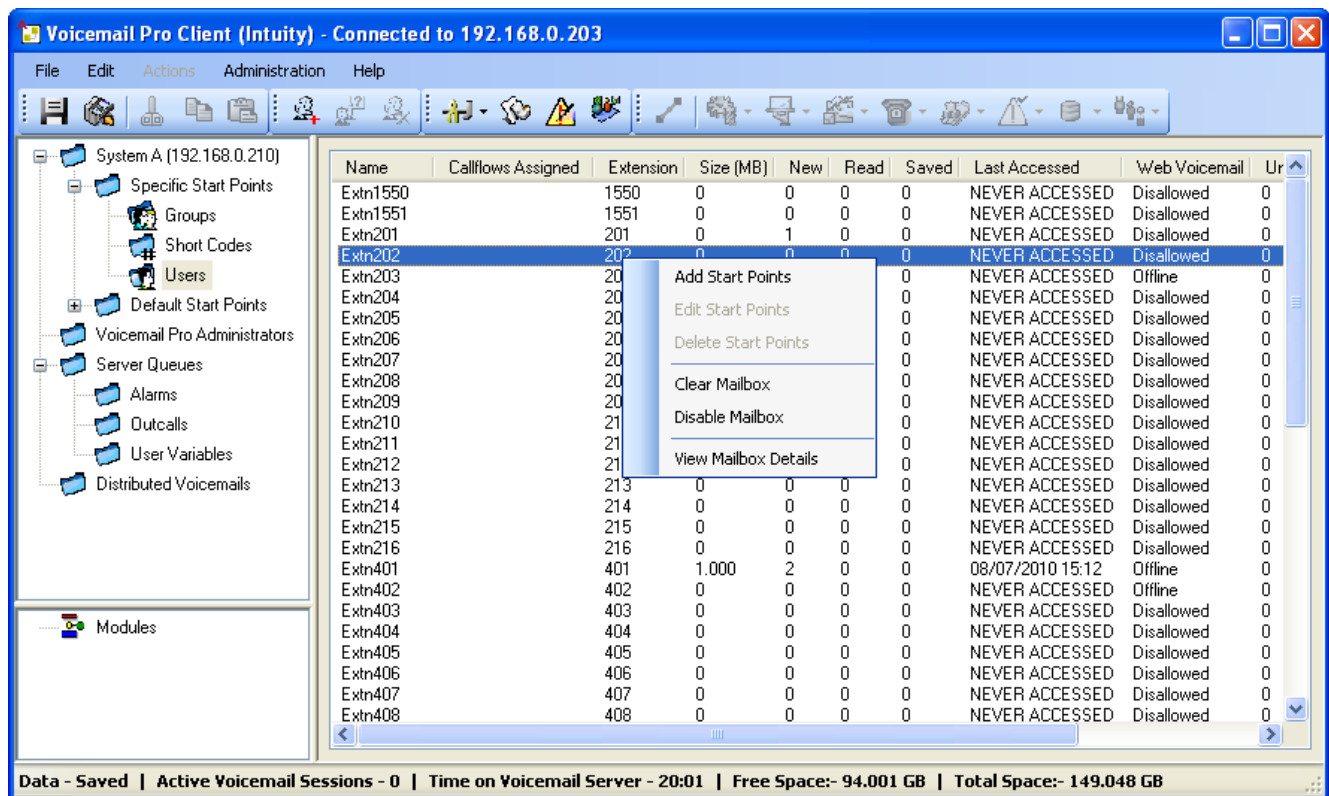 Voicemail Pro Client (Intuity) - Connected to 192.168.0.203
File Edit Actions Administration Help
System A (192.168.0.210)
Specific Start Points
Groups
Short Codes
Users
Default Start Points
Voicemail Pro Administrators
Server Queues
Alarms
Outcalls
User Variables
Distributed Voicemails
Modules
Name Callflows Assigned Extension Size (MB) New Read Saved Last Accessed Web Voicemail Ur
Extn1550 1550 0 0 0 0 NEVER ACCESSED Disallowed 0
Extn1551 1551 0 0 0 0 NEVER ACCESSED Disallowed 0
Extn201 201 0 1 0 0 NEVER ACCESSED Disallowed 0
Extn202 202 0 0 0 0 NEVER ACCESSED Disallowed 0
Extn203 20 0 NEVER ACCESSED Offline 0
Extn204 20 0 NEVER ACCESSED Disallowed 0
Extn205 20 0 NEVER ACCESSED Disallowed 0
Extn206 20 0 NEVER ACCESSED Disallowed 0
Extn207 20 0 NEVER ACCESSED Disallowed 0
Extn208 20 0 NEVER ACCESSED Disallowed 0
Extn209 20 0 NEVER ACCESSED Disallowed 0
Extn210 21 0 NEVER ACCESSED Disallowed 0
Extn211 21 0 NEVER ACCESSED Disallowed 0
Extn212 21 0 NEVER ACCESSED Disallowed 0
Extn213 213 0 0 0 0 NEVER ACCESSED Disallowed 0
Extn214 214 0 0 0 0 NEVER ACCESSED Disallowed 0
Extn215 215 0 0 0 0 NEVER ACCESSED Disallowed 0
Extn216 216 0 0 0 0 NEVER ACCESSED Disallowed 0
Extn401 401 1.000 2 0 0 08/07/2010 15:12 Offline 0
Extn402 402 0 0 0 0 NEVER ACCESSED Offline 0
Extn403 403 0 0 0 0 NEVER ACCESSED Disallowed 0
Extn404 404 0 0 0 0 NEVER ACCESSED Disallowed 0
Extn405 405 0 0 0 0 NEVER ACCESSED Disallowed 0
Extn406 406 0 0 0 0 NEVER ACCESSED Disallowed 0
Extn407 407 0 0 0 0 NEVER ACCESSED Disallowed 0
Extn408 408 0 0 0 0 NEVER ACCESSED Disallowed 0
Add Start Points
Edit Start Points
Delete Start Points
Clear Mailbox
Disable Mailbox
View Mailbox Details
Data - Saved | Active Voicemail Sessions - 0 | Time on Voicemail Server - 20:01 | Free Space:- 94.001 GB | Total Space:- 149.048 GB